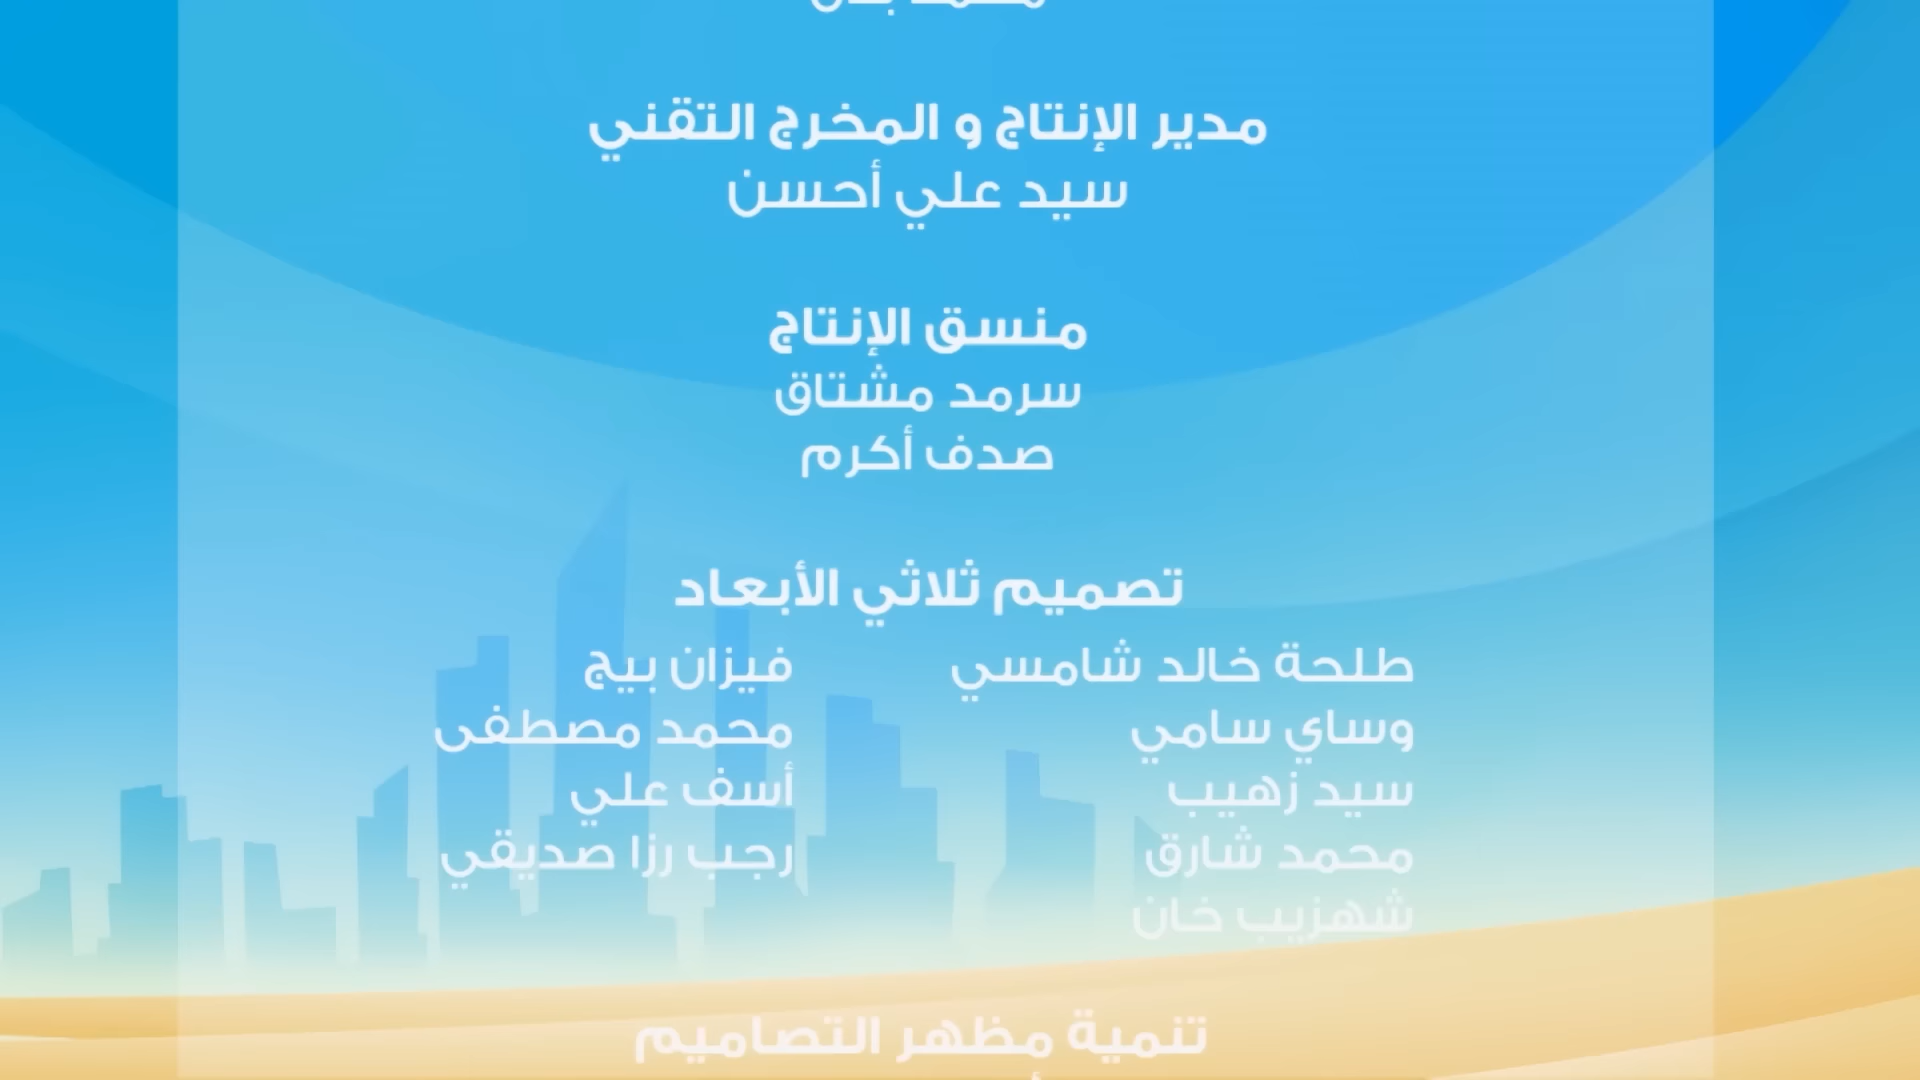 مدير الإنتاج و المخرج التقني
سيد علي أحسن
منسق الإنتاج
سرمد مشتاق
صدف أكرم
تصميم ثلاثي الأبعاد
طلحة خالد شامسي
وساي سامي
سيد زهيب
محمد شارق
شهزيب خان
فيزان بيج
محمد مصطفى
أسف علي
رجب رزا صديقي
تنمية مظهر التصاميم